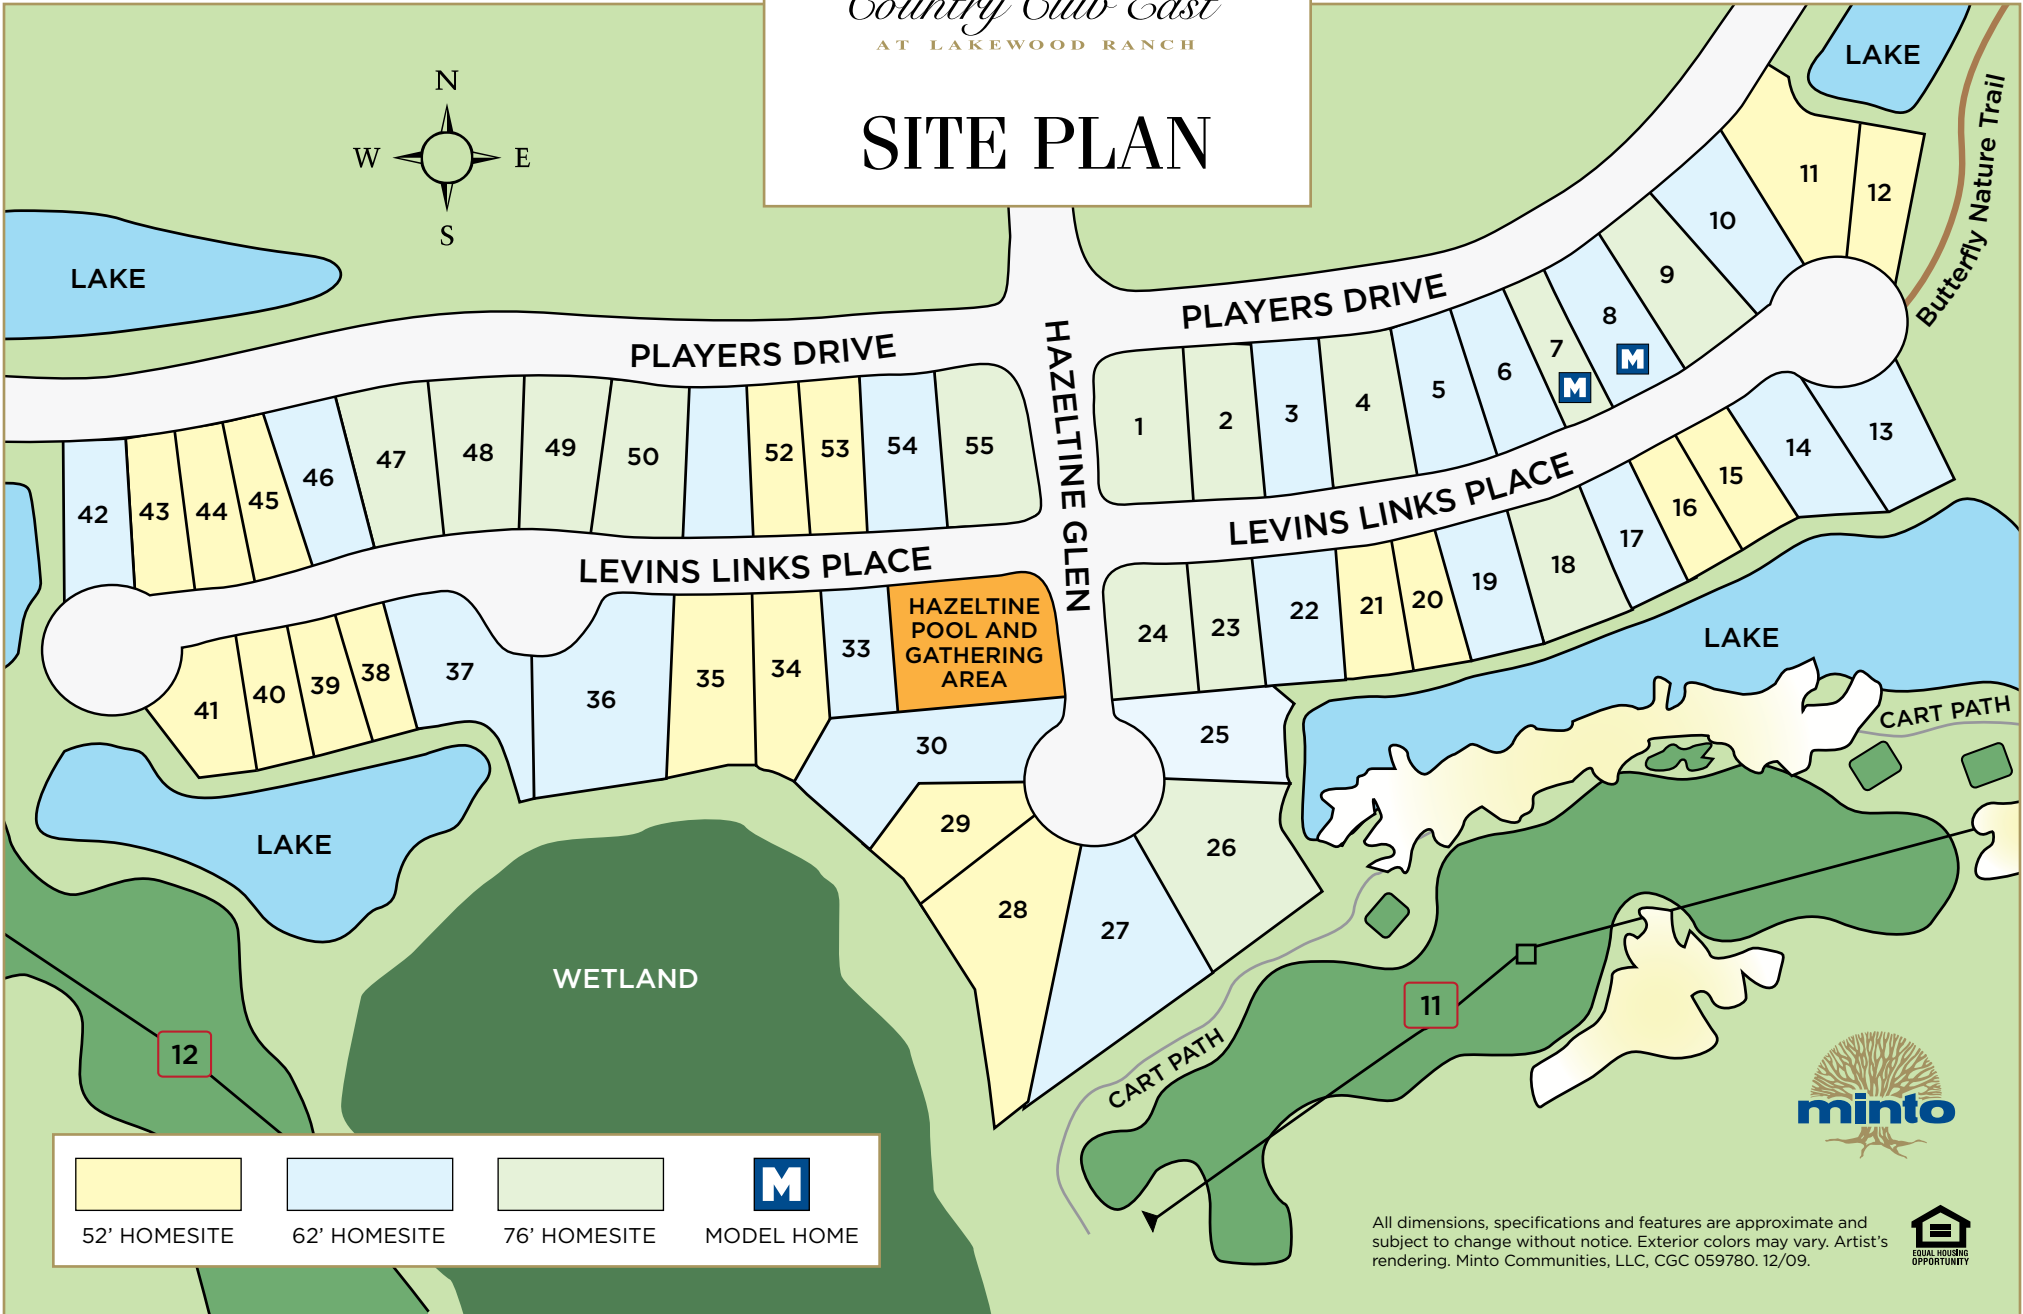 Country Club East
AT LAKEWOOD RANCH
SITE PLAN
N
W
E
S
LAKE
LAKE
Butterfly Nature Trail
PLAYERS DRIVE
PLAYERS DRIVE
HAZELTINE GLEN
11
12
10
9
8
M
7
M
6
5
4
3
2
1
42
43
44
45
46
47
48
49
50
52
53
54
55
LEVINS LINKS PLACE
LEVINS LINKS PLACE
13
14
15
16
17
18
19
20
21
22
23
24
HAZELTINE
POOL AND
GATHERING
AREA
33
34
35
36
37
38
39
40
41
LAKE
CART PATH
25
30
29
26
28
27
LAKE
WETLAND
12
11
CART PATH
minto
M
52' HOMESITE
62' HOMESITE
76' HOMESITE
MODEL HOME
All dimensions, specifications and features are approximate and
subject to change without notice. Exterior colors may vary. Artist's
rendering. Minto Communities, LLC, CGC 059780. 12/09.
EQUAL HOUSING
OPPORTUNITY